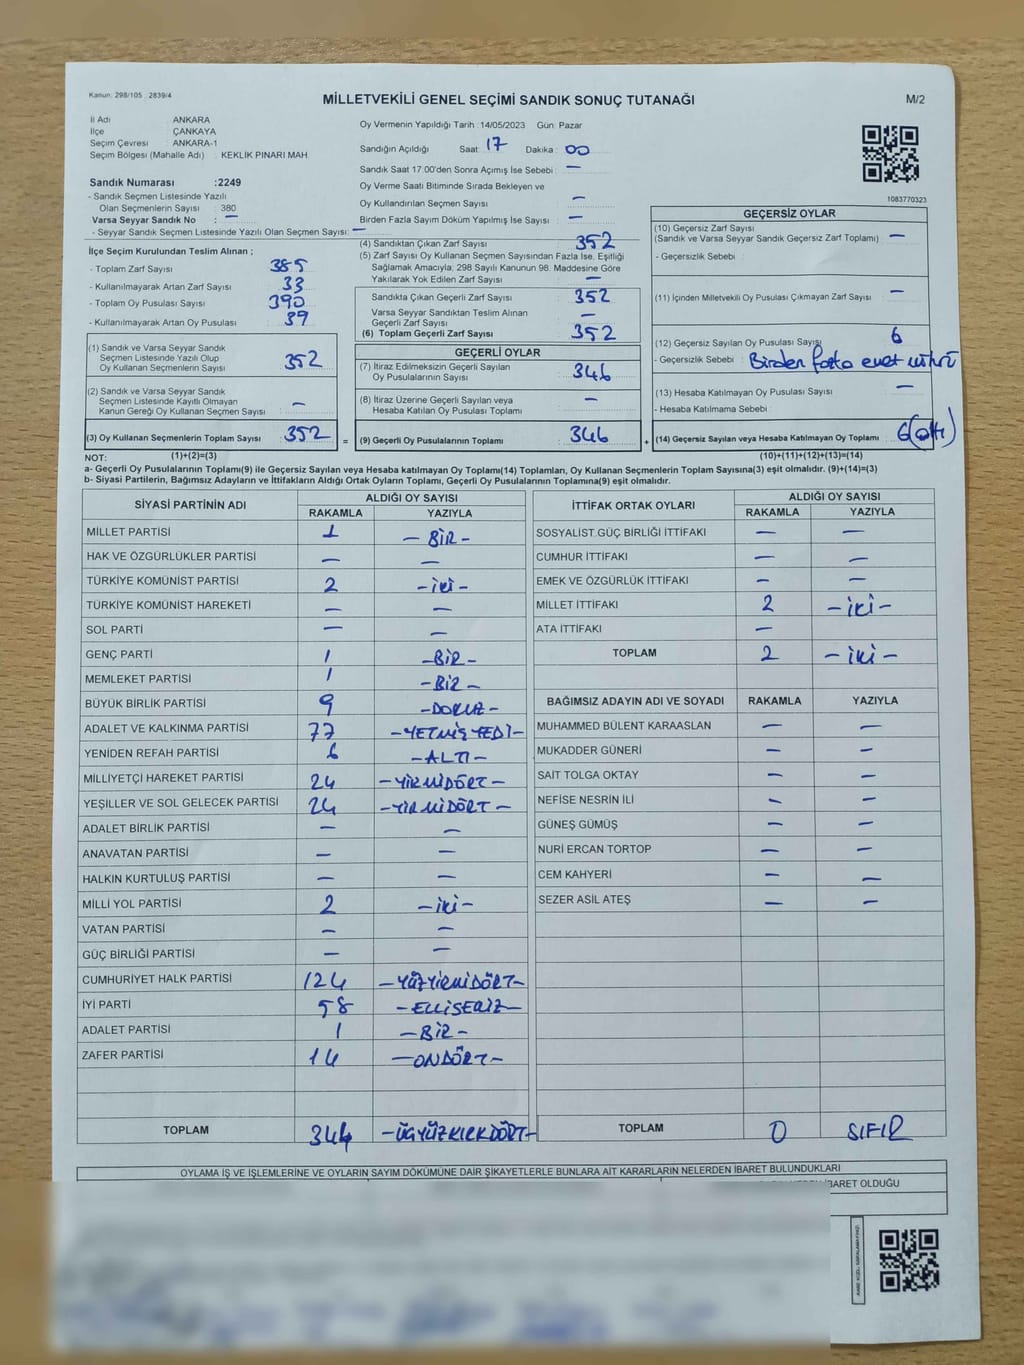 Kanun: 298/105 2839/4
MİLLETVEKİLİ GENEL SEÇİMİ SANDIK SONUÇ TUTANAĞI
M/2
İl Adı : ANKARA
İlçe : ÇANKAYA
Seçim Çevresi : ANKARA-1
Seçim Bölgesi (Mahalle Adı) : KEKLİK PINARI MAH.
Sandık Numarası :2249
- Sandık Seçmen Listesinde Yazılı
Olan Seçmenlerin Sayısı : 380
Varsa Seyyar Sandık No : —
- Seyyar Sandık Seçmen Listesinde Yazılı Olan Seçmen Sayısı: —
İlçe Seçim Kurulundan Teslim Alınan ;
- Toplam Zarf Sayısı : 385
- Kullanılmayarak Artan Zarf Sayısı : 33
- Toplam Oy Pusulası Sayısı : 390
- Kullanılmayarak Artan Oy Pusulası : 39
Oy Vermenin Yapıldığı Tarih :14/05/2023 Gün: Pazar
Sandığın Açıldığı Saat: 17 Dakika : 00
Sandık Saat 17:00'den Sonra Açımış İse Sebebi : —
Oy Verme Saati Bitiminde Sırada Bekleyen ve
Oy Kullandırılan Seçmen Sayısı : —
Birden Fazla Sayım Döküm Yapılmış İse Sayısı : —
(4) Sandıktan Çıkan Zarf Sayısı : 352
(5) Zarf Sayısı Oy Kullanan Seçmen Sayısından Fazla İse, Eşitliği
Sağlamak Amacıyla; 298 Sayılı Kanunun 98. Maddesine Göre
Yakılarak Yok Edilen Zarf Sayısı : —
Sandıkta Çıkan Geçerli Zarf Sayısı : 352
Varsa Seyyar Sandıktan Teslim Alınan
Geçerli Zarf Sayısı : —
(6) Toplam Geçerli Zarf Sayısı : 352
1083770323
GEÇERSİZ OYLAR
(10) Geçersiz Zarf Sayısı
(Sandık ve Varsa Seyyar Sandık Geçersiz Zarf Toplamı) : —
- Geçersizlik Sebebi :
(11) İçinden Milletvekili Oy Pusulası Çıkmayan Zarf Sayısı : —
(12) Geçersiz Sayılan Oy Pusulası Sayısı : 6
- Geçersizlik Sebebi : Birden fazla evet mührü
(13) Hesaba Katılmayan Oy Pusulası Sayısı : —
- Hesaba Katılmama Sebebi :
(14) Geçersiz Sayılan veya Hesaba Katılmayan Oy Toplamı : 6 (altı)
(10)+(11)+(12)+(13)=(14)
(1) Sandık ve Varsa Seyyar Sandık
Seçmen Listesinde Yazılı Olup
Oy Kullanan Seçmenlerin Sayısı : 352
(2) Sandık ve Varsa Seyyar Sandık
Seçmen Listesinde Kayıtlı Olmayan
Kanun Gereği Oy Kullanan Seçmen Sayısı : —
(3) Oy Kullanan Seçmenlerin Toplam Sayısı : 352 =
(1)+(2)=(3)
GEÇERLİ OYLAR
(7) İtiraz Edilmeksizin Geçerli Sayılan
Oy Pusulalarının Sayısı : 346
(8) İtiraz Üzerine Geçerli Sayılan veya
Hesaba Katılan Oy Pusulası Toplamı : —
(9) Geçerli Oy Pusulalarının Toplamı : 346 +
NOT:
a- Geçerli Oy Pusulalarının Toplamı(9) ile Geçersiz Sayılan veya Hesaba katılmayan Oy Toplamı(14) Toplamları, Oy Kullanan Seçmenlerin Toplam Sayısına(3) eşit olmalıdır. (9)+(14)=(3)
b- Siyasi Partilerin, Bağımsız Adayların ve İttifakların Aldığı Ortak Oyların Toplamı, Geçerli Oy Pusulalarının Toplamına(9) eşit olmalıdır.
SİYASİ PARTİNİN ADI ALDIĞI OY SAYISI
RAKAMLA YAZIYLA
MİLLET PARTİSİ 1 — BİR —
HAK VE ÖZGÜRLÜKLER PARTİSİ — —
TÜRKİYE KOMÜNİST PARTİSİ 2 — iki —
TÜRKİYE KOMÜNİST HAREKETİ — —
SOL PARTİ — —
GENÇ PARTİ 1 — BİR —
MEMLEKET PARTİSİ 1 — BİR —
BÜYÜK BİRLİK PARTİSİ 9 — DOKUZ —
ADALET VE KALKINMA PARTİSİ 77 — YETMİŞ YEDİ —
YENİDEN REFAH PARTİSİ 6 — ALTI —
MİLLİYETÇİ HAREKET PARTİSİ 24 — YİRMİDÖRT —
YEŞİLLER VE SOL GELECEK PARTİSİ 24 — YİRMİDÖRT —
ADALET BİRLİK PARTİSİ — —
ANAVATAN PARTİSİ — —
HALKIN KURTULUŞ PARTİSİ — —
MİLLİ YOL PARTİSİ 2 — iki —
VATAN PARTİSİ — —
GÜÇ BİRLİĞİ PARTİSİ — —
CUMHURİYET HALK PARTİSİ 124 — YÜZYİRMİDÖRT —
İYİ PARTİ 58 — ELLİSEKİZ —
ADALET PARTİSİ 1 — BİR —
ZAFER PARTİSİ 14 — ONDÖRT —
TOPLAM 344 — ÜÇYÜZKIRKDÖRT —
İTTİFAK ORTAK OYLARI ALDIĞI OY SAYISI
RAKAMLA YAZIYLA
SOSYALİST GÜÇ BİRLİĞİ İTTİFAKI — —
CUMHUR İTTİFAKI — —
EMEK VE ÖZGÜRLÜK İTTİFAKI — —
MİLLET İTTİFAKI 2 — iki —
ATA İTTİFAKI —
TOPLAM 2 — iki —
BAĞIMSIZ ADAYIN ADI VE SOYADI RAKAMLA YAZIYLA
MUHAMMED BÜLENT KARAASLAN — —
MUKADDER GÜNERİ — —
SAİT TOLGA OKTAY — —
NEFİSE NESRİN İLİ — —
GÜNEŞ GÜMÜŞ — —
NURİ ERCAN TORTOP — —
CEM KAHYERİ — —
SEZER ASİL ATEŞ — —
TOPLAM 0 SIFIR
OYLAMA İŞ VE İŞLEMLERİNE VE OYLARIN SAYIM DÖKÜMÜNE DAİR ŞİKAYETLERLE BUNLARA AİT KARARLARIN NELERDEN İBARET BULUNDUKLARI
İBARET OLDUĞU